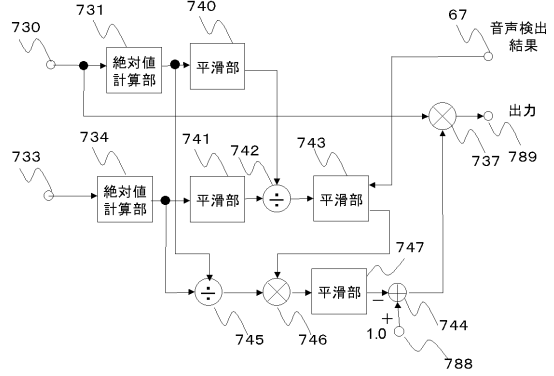 730
731
740
67
音声検出
結果
絶対値
計算部
平滑部
出力
737
789
733
734
741
742
743
絶対値
計算部
平滑部
÷
平滑部
747
÷
平滑部
−
+
1.0
744
745
746
788